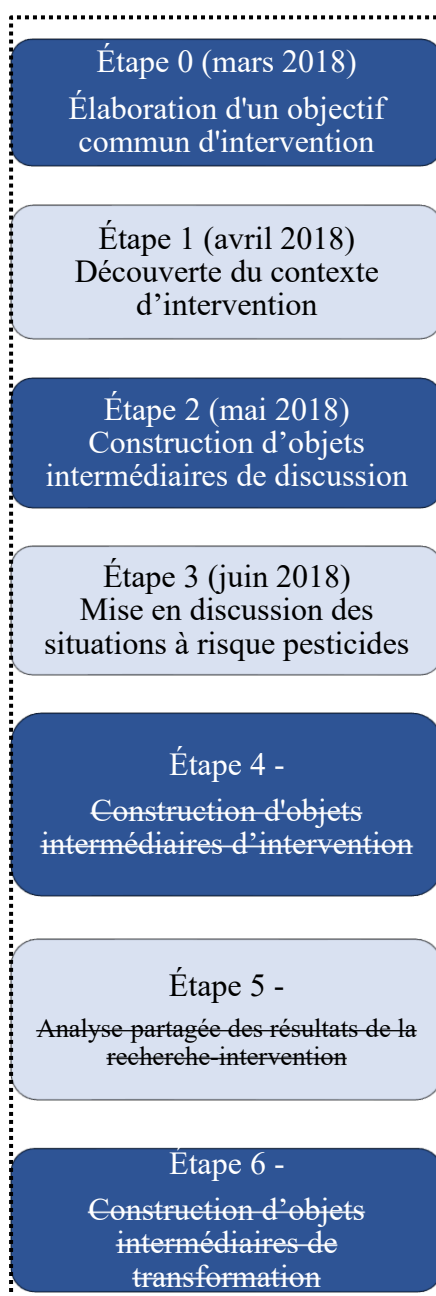 Étape 0 (mars 2018)
Élaboration d'un objectif
commun d'intervention
Étape 1 (avril 2018)
Découverte du contexte
d’intervention
Étape 2 (mai 2018)
Construction d’objets
intermédiaires de discussion
Étape 3 (juin 2018)
Mise en discussion des
situations à risque pesticides
Étape 4 -
Construction d'objets
intermédiaires d’intervention
Étape 5 -
Analyse partagée des résultats de la
recherche-intervention
Étape 6 -
Construction d’objets
intermédiaires de
transformation